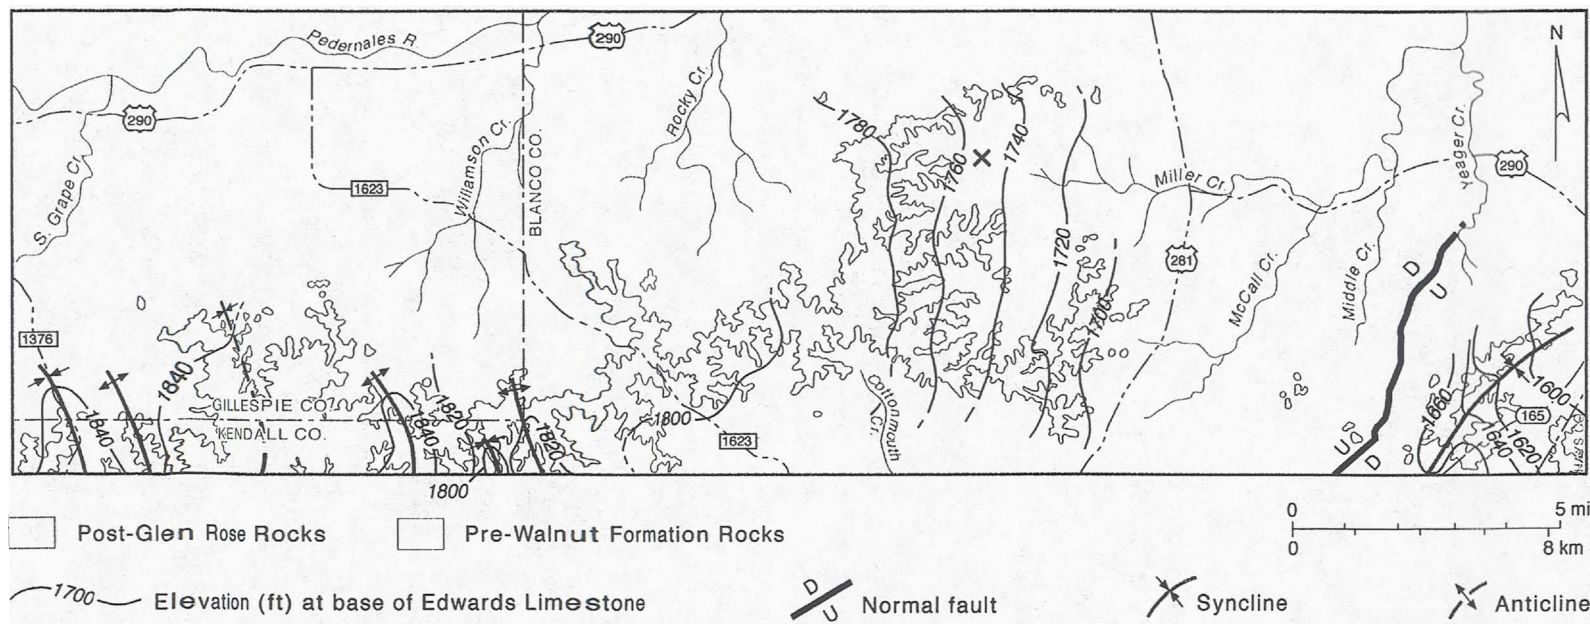 N
Pedernales R.
290
290
S. Grape Cr.
1623
Williamson Cr.
BLANCO CO.
Rocky Cr.
1780
1760
1740
Miller Cr.
Yeager Cr.
290
1720
281
1700
McCall Cr.
Middle Cr.
D
U
1376
1840
1840
GILLESPIE CO.
KENDALL CO.
1820
1840
1820
1800
1800
1623
Cottonmouth
Cr.
U
D
1660
1600
165
1640
1620
Post-Glen Rose Rocks
Pre-Walnut Formation Rocks
0 5 mi
0 8 km
1700 Elevation (ft) at base of Edwards Limestone
D
U
Normal fault
Syncline
Anticline